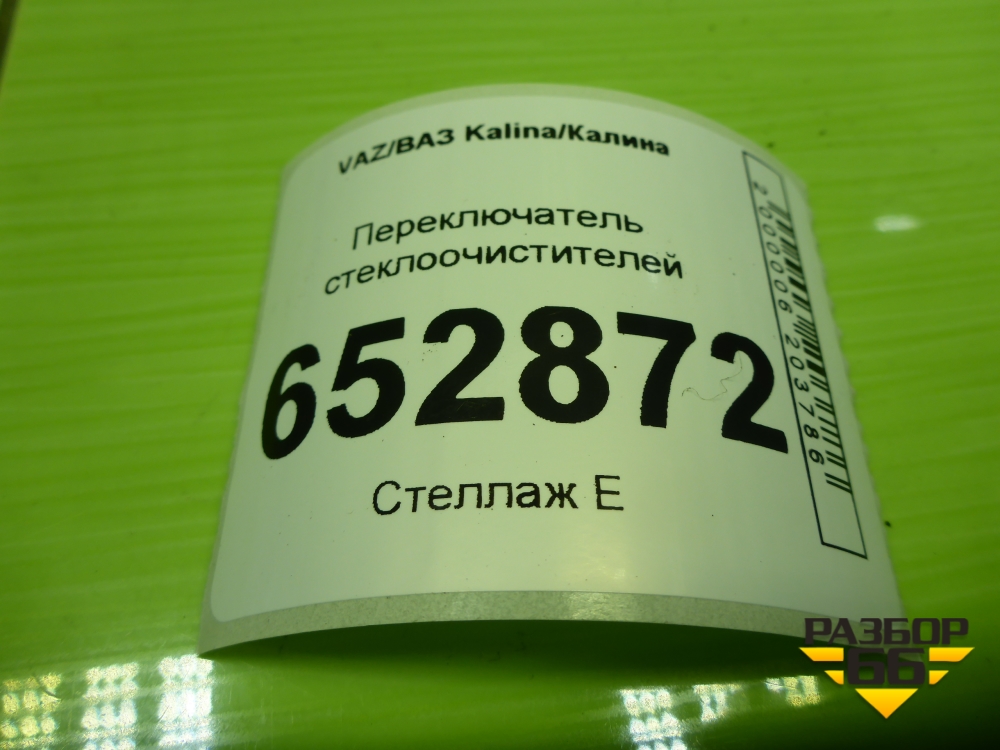 VAZ/ВАЗ Kalina/Калина
Переключатель
стеклоочистителей
652872
Стеллаж Е
2000006203786
РАЗБОР
66